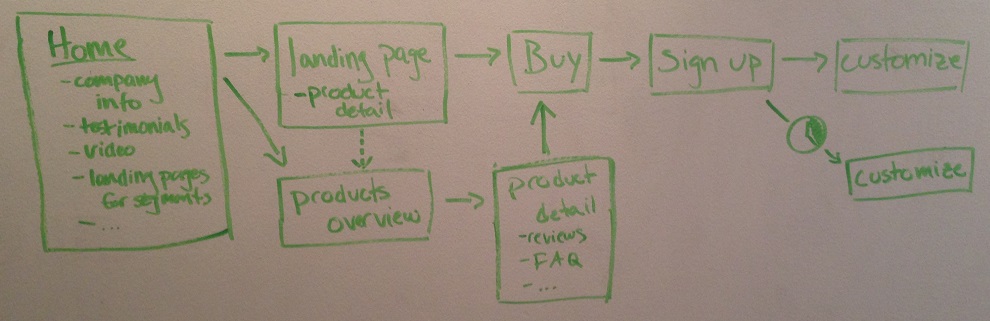 Home
-company
info
-testimonials
-video
-landing pages
for segments
-...
landing page
-product
detail
products
overview
Buy
product
detail
-reviews
-FAQ
-...
Sign up
customize
customize